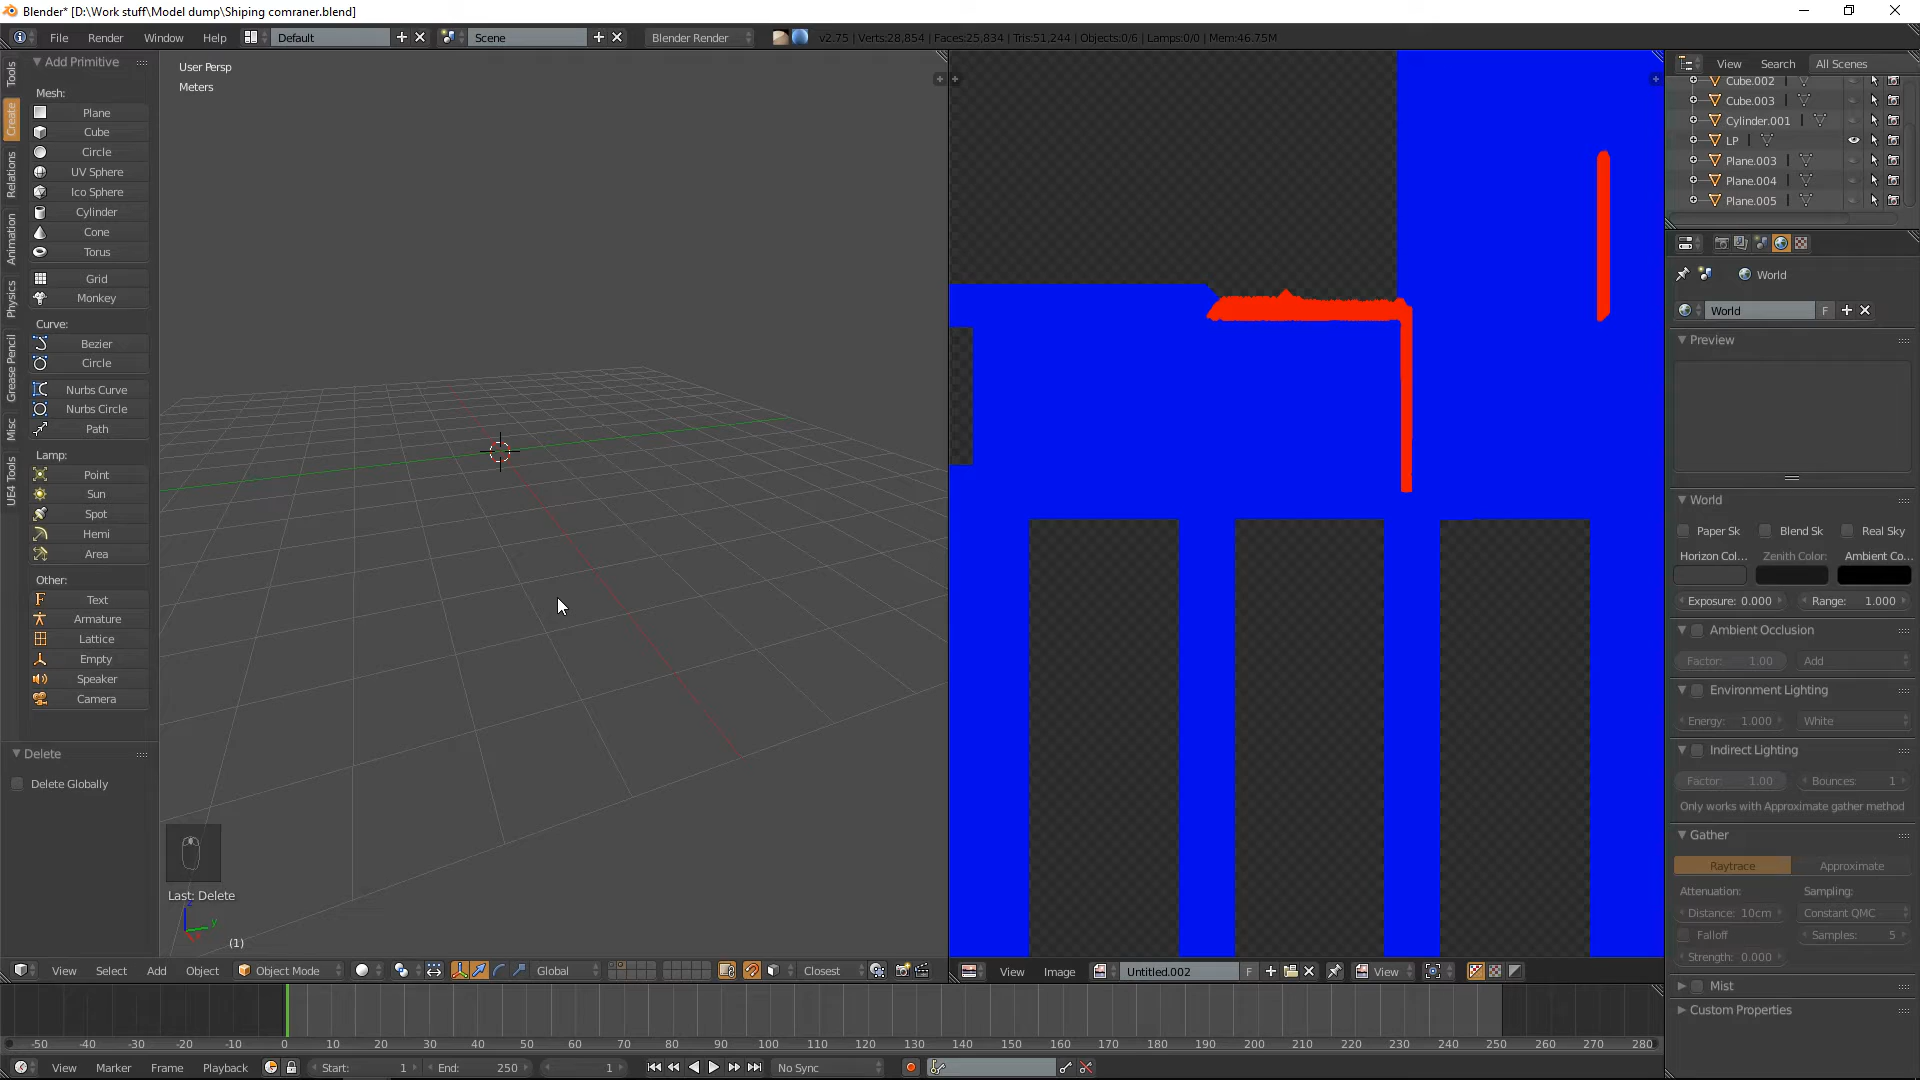 Blender* [D:\Work stuff\Model dump\Shiping comraner.blend]
File Render Window Help Default Scene Blender Render v2.75 | Verts:28,854 | Faces:25,834 | Tris:51,244 | Objects:0/6 | Lamps:0/0 | Mem:46.75M
Tools
Create
Relations
Animation
Physics
Grease Pencil
Misc
UE4 Tools
Add Primitive
Mesh:
Plane
Cube
Circle
UV Sphere
Ico Sphere
Cylinder
Cone
Torus
Grid
Monkey
Curve:
Bezier
Circle
Nurbs Curve
Nurbs Circle
Path
Lamp:
Point
Sun
Spot
Hemi
Area
Other:
Text
Armature
Lattice
Empty
Speaker
Camera
Delete
Delete Globally
User Persp
Meters
Last: Delete
(1)
View Select Add Object Object Mode Global Closest
View Image Untitled.002 F View
View Search All Scenes
Cube.002
Cube.003
Cylinder.001
LP
Plane.003
Plane.004
Plane.005
World
World F
Preview
World
Paper Sk Blend Sk Real Sky
Horizon Col... Zenith Color: Ambient Co...
Exposure: 0.000 Range: 1.000
Ambient Occlusion
Factor: 1.00 Add
Environment Lighting
Energy: 1.000 White
Indirect Lighting
Factor: 1.00 Bounces: 1
Only works with Approximate gather method
Gather
Raytrace Approximate
Attenuation: Sampling:
Distance: 10cm Constant QMC
Falloff Samples: 5
Strength: 0.000
Mist
Custom Properties
-50 -40 -30 -20 -10 0 10 20 30 40 50 60 70 80 90 100 110 120 130 140 150 160 170 180 190 200 210 220 230 240 250 260 270 280
View Marker Frame Playback Start: 1 End: 250 1 No Sync